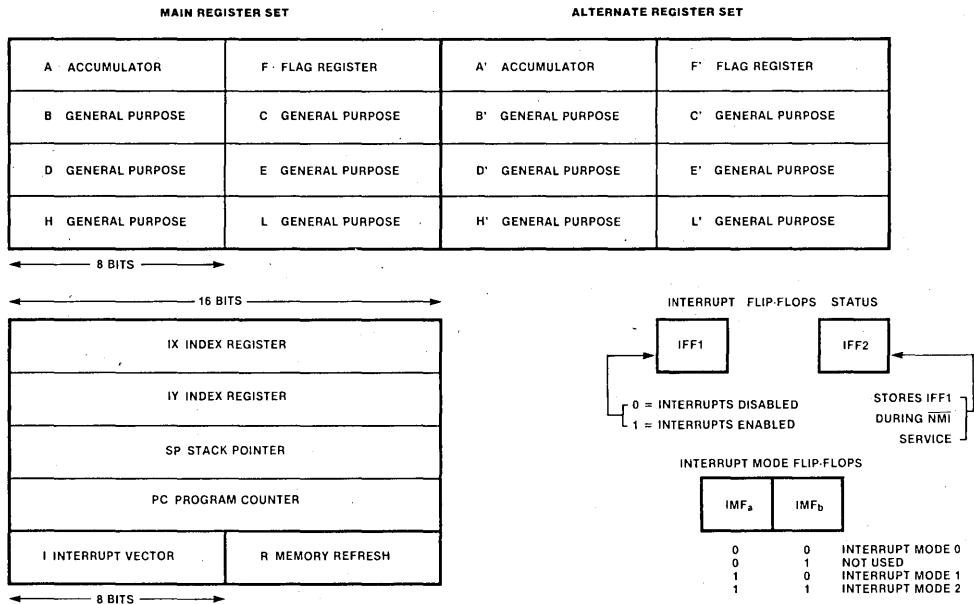 MAIN REGISTER SET
ALTERNATE REGISTER SET
A ACCUMULATOR
F FLAG REGISTER
A' ACCUMULATOR
F' FLAG REGISTER
B GENERAL PURPOSE
C GENERAL PURPOSE
B' GENERAL PURPOSE
C' GENERAL PURPOSE
D GENERAL PURPOSE
E GENERAL PURPOSE
D' GENERAL PURPOSE
E' GENERAL PURPOSE
H GENERAL PURPOSE
L GENERAL PURPOSE
H' GENERAL PURPOSE
L' GENERAL PURPOSE
8 BITS
16 BITS
IX INDEX REGISTER
IY INDEX REGISTER
SP STACK POINTER
PC PROGRAM COUNTER
I INTERRUPT VECTOR
R MEMORY REFRESH
8 BITS
INTERRUPT FLIP-FLOPS STATUS
IFF1
IFF2
0 = INTERRUPTS DISABLED
1 = INTERRUPTS ENABLED
STORES IFF1
DURING N̅M̅I̅
SERVICE
INTERRUPT MODE FLIP-FLOPS
IMFa
IMFb
0 0 INTERRUPT MODE 0
0 1 NOT USED
1 0 INTERRUPT MODE 1
1 1 INTERRUPT MODE 2